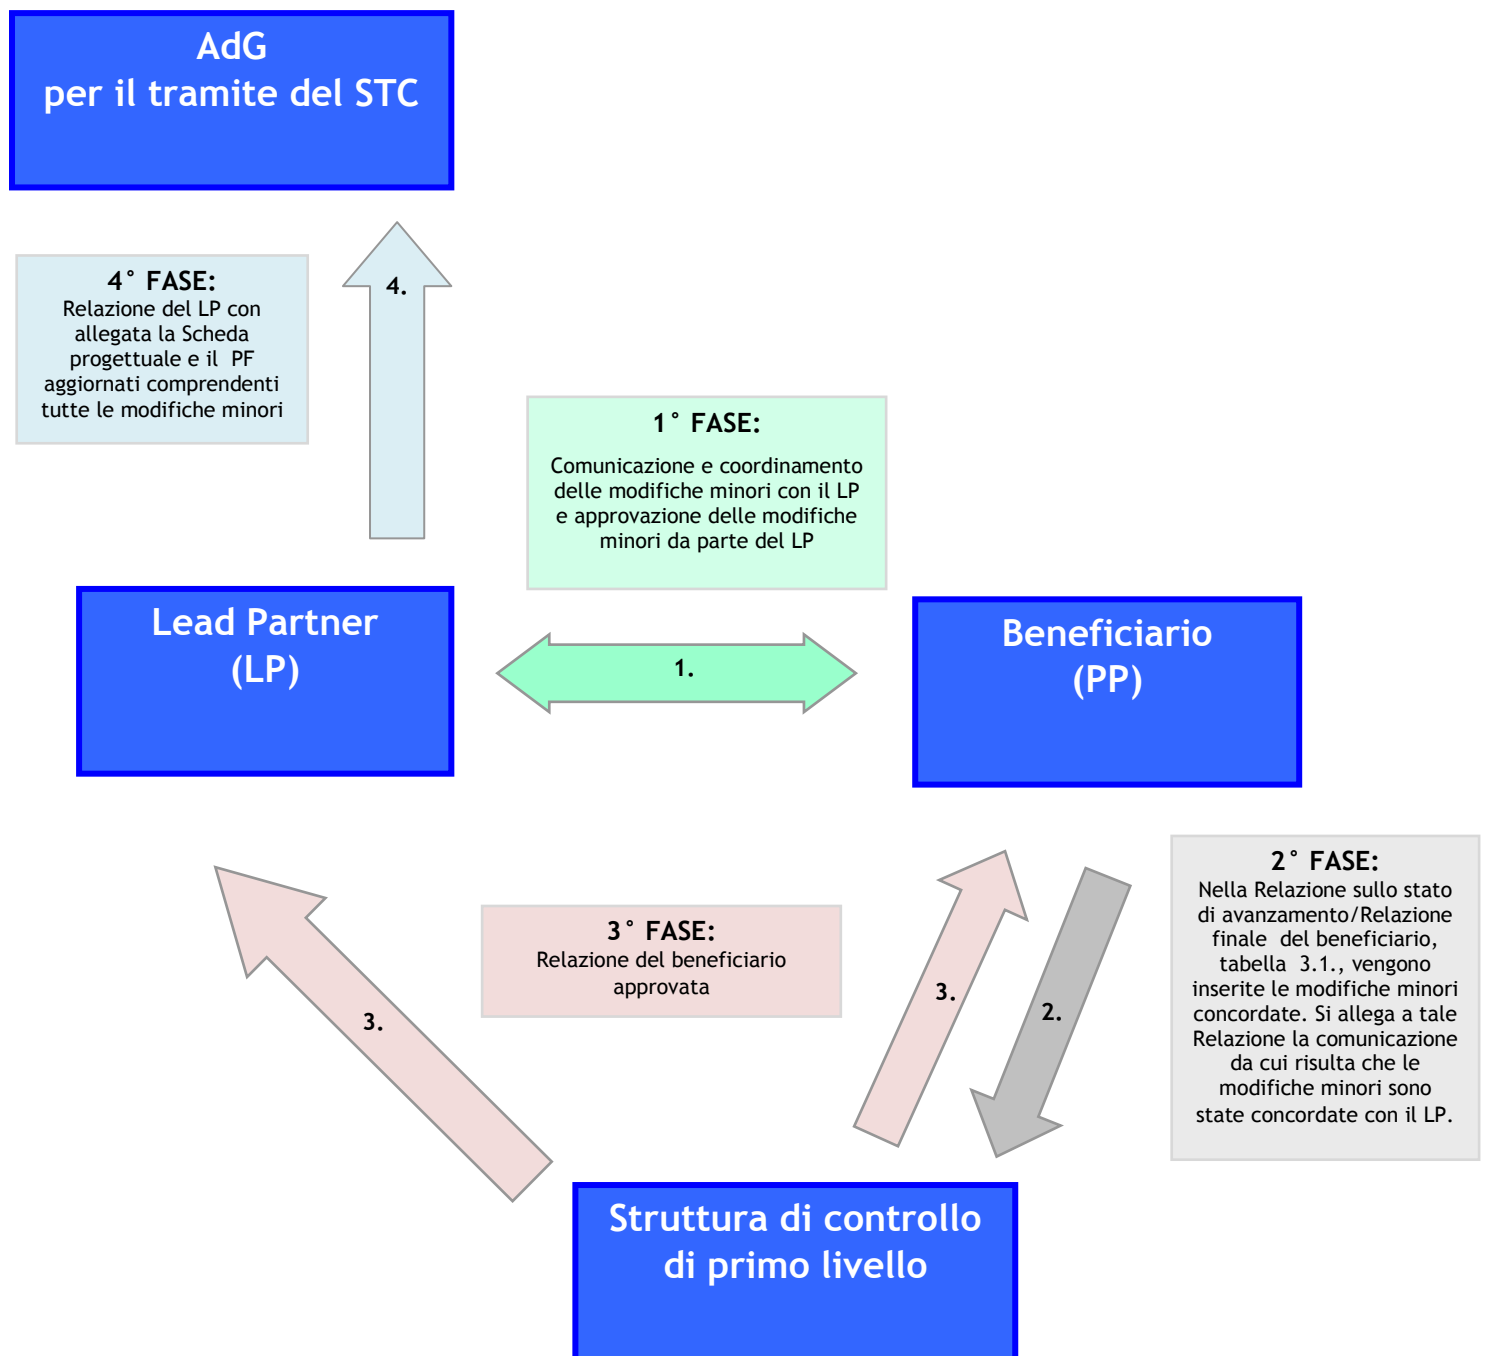 AdG
per il tramite del STC
4° FASE:
Relazione del LP con
allegata la Scheda
progettuale e il PF
aggiornati comprendenti
tutte le modifiche minori
4.
1° FASE:
Comunicazione e coordinamento
delle modifiche minori con il LP
e approvazione delle modifiche
minori da parte del LP
Lead Partner
(LP)
1.
Beneficiario
(PP)
2° FASE:
Nella Relazione sullo stato
di avanzamento/Relazione
finale del beneficiario,
tabella 3.1., vengono
inserite le modifiche minori
concordate. Si allega a tale
Relazione la comunicazione
da cui risulta che le
modifiche minori sono
state concordate con il LP.
3° FASE:
Relazione del beneficiario
approvata
3.
3.
2.
Struttura di controllo
di primo livello